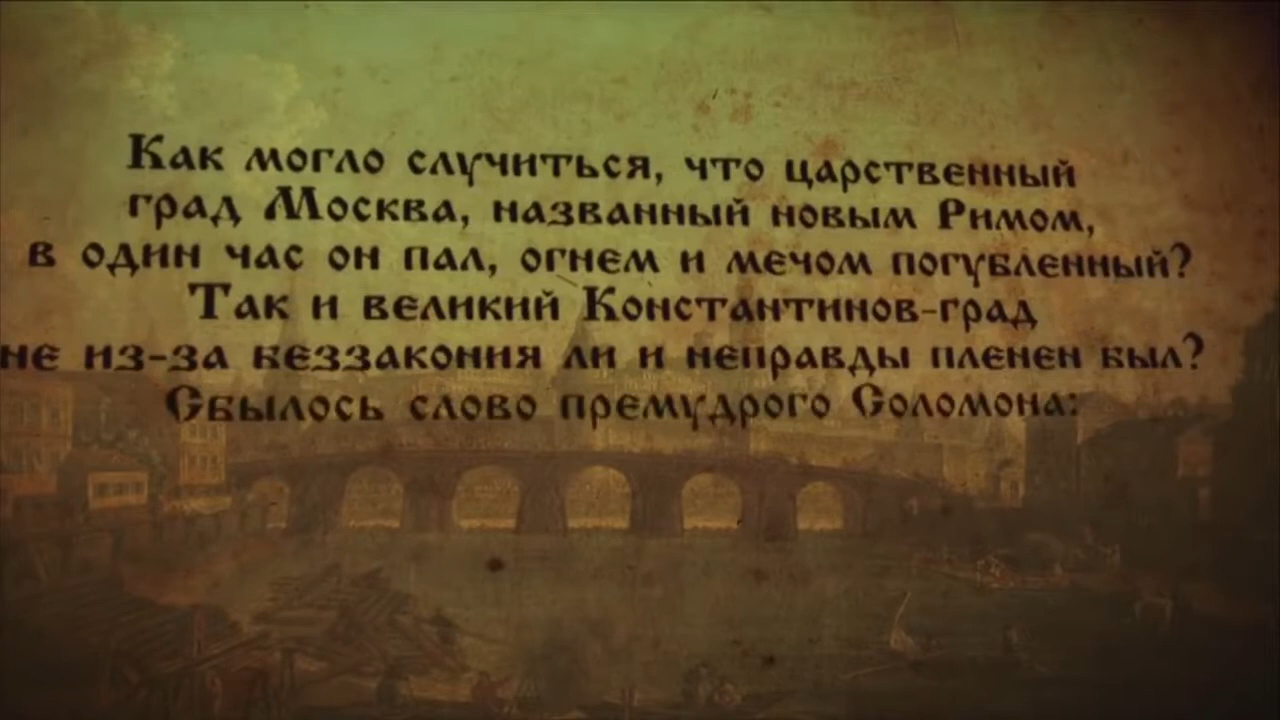 Как могло случиться, что царственный
град Москва, названный новым Римом,
в один час он пал, огнем и мечом погубленный?
Так и великий Константинов-град
не из-за беззакония ли и неправды пленен был?
Сбылось слово премудрого Соломона: